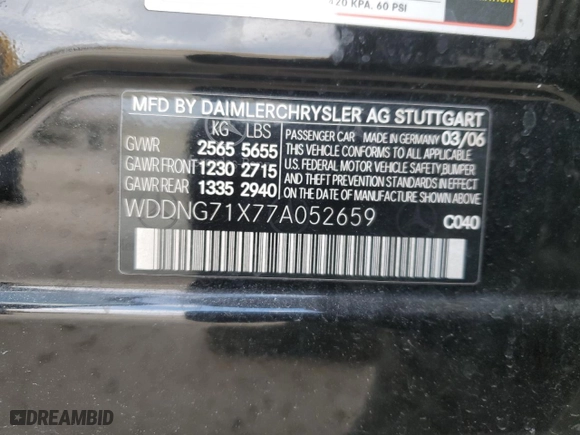 420 KPA, 60 PSI
MFD BY DAIMLERCHRYSLER AG STUTTGART
KG LBS
GVWR 2565 5655
GAWR FRONT 1230 2715
GAWR REAR 1335 2940
PASSENGER CAR MADE IN GERMANY 03/06
THIS VEHICLE CONFORMS TO ALL APPLICABLE
U.S. FEDERAL MOTOR VEHICLE SAFETY, BUMPER,
AND THEFT PREVENTION STANDARDS IN EFFECT
ON THE DATE OF MANUFACTURE SHOWN ABOVE
WDDNG71X77A052659 C040
DREAMBID